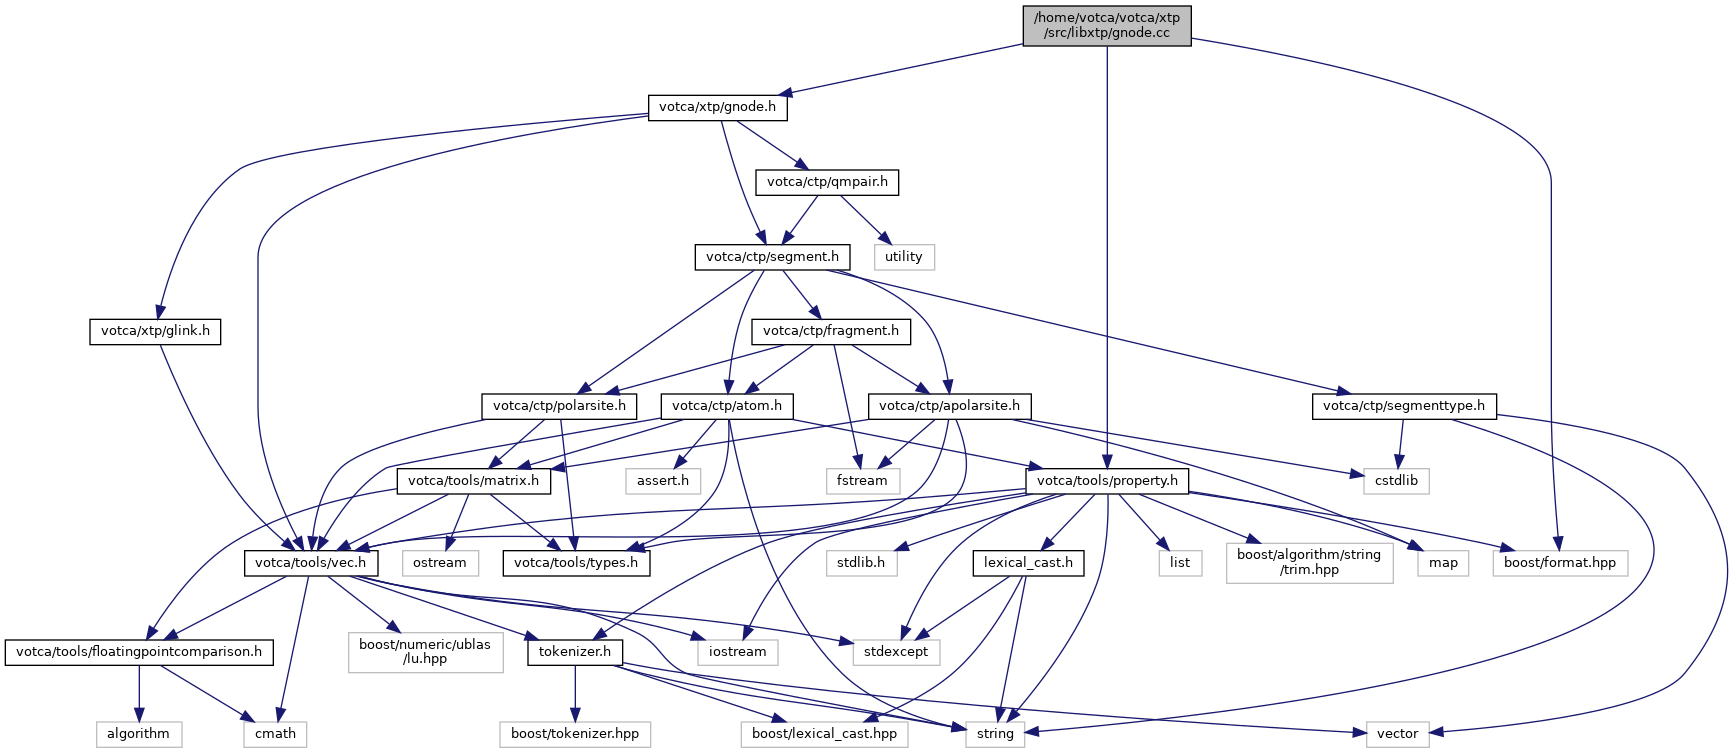 /home/votca/votca/xtp
/src/libxtp/gnode.cc
votca/xtp/gnode.h
votca/ctp/qmpair.h
votca/ctp/segment.h
utility
votca/xtp/glink.h
votca/ctp/fragment.h
votca/ctp/polarsite.h
votca/ctp/atom.h
votca/ctp/apolarsite.h
votca/ctp/segmenttype.h
votca/tools/matrix.h
assert.h
fstream
votca/tools/property.h
cstdlib
votca/tools/vec.h
ostream
votca/tools/types.h
stdlib.h
lexical_cast.h
list
boost/algorithm/string
/trim.hpp
map
boost/format.hpp
votca/tools/floatingpointcomparison.h
boost/numeric/ublas
/lu.hpp
tokenizer.h
iostream
stdexcept
algorithm
cmath
boost/tokenizer.hpp
boost/lexical_cast.hpp
string
vector